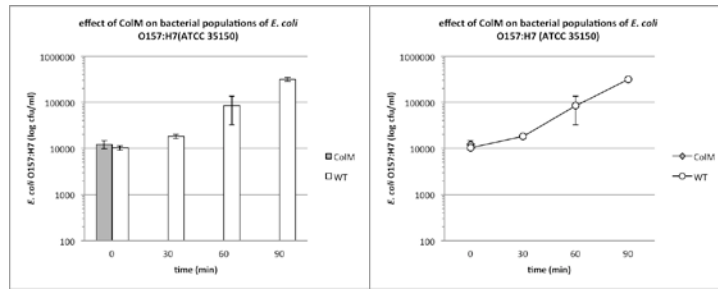 effect of ColM on bacterial populations of E. coli
O157:H7(ATCC 35150)
E. coli O157:H7 (log cfu/ml)
1000000
100000
10000
1000
100
0
30
60
90
time (min)
ColM
WT
effect of ColM on bacterial populations of E. coli
O157:H7 (ATCC 35150)
E. coli O157:H7 (log cfu/ml)
1000000
100000
10000
1000
100
0
30
60
90
time (min)
ColM
WT